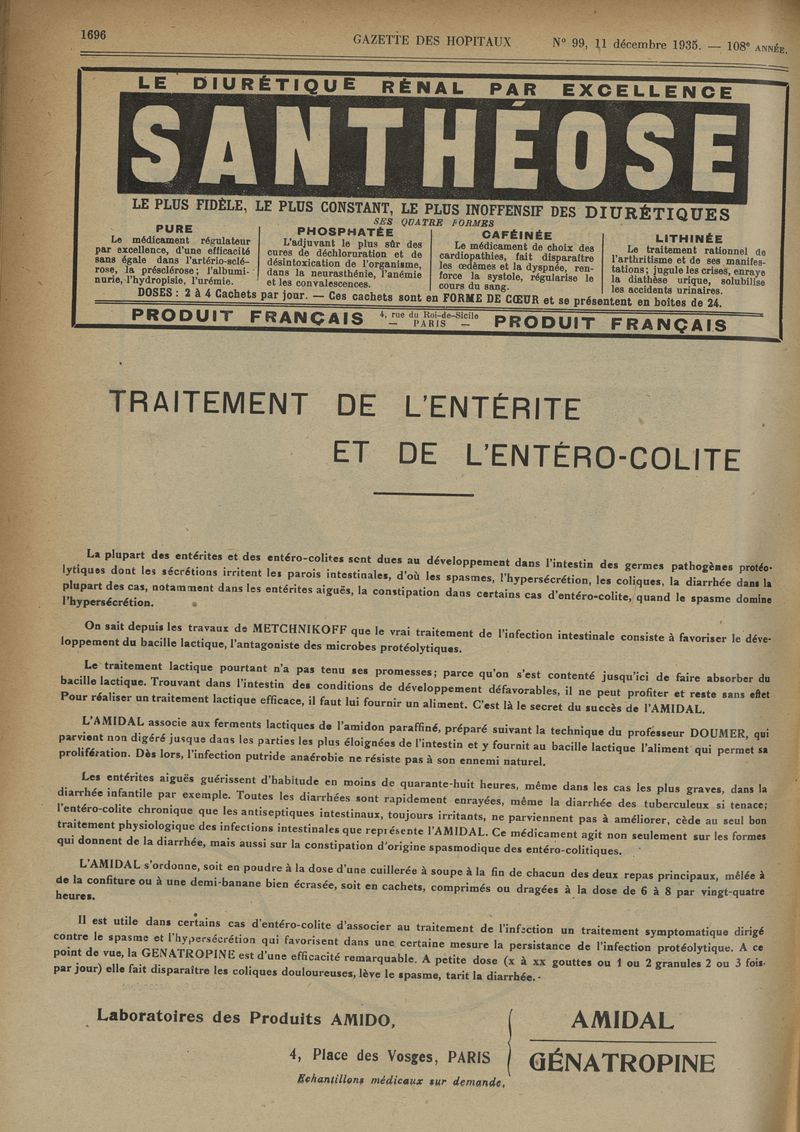 1696
GAZETTE DES HOPITAUX
N° 99, 11 décembre 1935. — 108e ANNÉE.
LE DIURÉTIQUE RÉNAL PAR EXCELLENCE
SANTHÉOSE
LE PLUS FIDÈLE, LE PLUS CONSTANT, LE PLUS INOFFENSIF DES DIURÉTIQUES
SES QUATRE FORMES
PURE
Le médicament régulateur
par excellence, d'une efficacité
sans égale dans l'artério-sclé-
rose, la présclérose; l'albumi-
nurie, l'hydropisie, l'urémie.
PHOSPHATÉE
L'adjuvant le plus sûr des
cures de déchloruration et de
désintoxication de l'organisme,
dans la neurasthénie, l'anémie
et les convalescences.
CAFÉINÉE
Le médicament de choix des
cardiopathies, fait disparaître
les œdèmes et la dyspnée, ren-
force la systole, régularise le
cours du sang.
LITHINÉE
Le traitement rationnel de
l'arthritisme et de ses manifes-
tations; jugule les crises, enraye
la diathèse urique, solubilise
les accidents urinaires.
DOSES : 2 à 4 Cachets par jour. — Ces cachets sont en FORME DE CŒUR et se présentent en boites de 24.
PRODUIT FRANÇAIS
4, rue du Roi-de-Sicile
— PARIS —
PRODUIT FRANÇAIS
TRAITEMENT DE L'ENTÉRITE
ET DE L'ENTÉRO-COLITE
La plupart des entérites et des entéro-colites sont dues au développement dans l'intestin des germes pathogènes protéo-
lytiques dont les sécrétions irritent les parois intestinales, d'où les spasmes, l'hypersécrétion, les coliques, la diarrhée dans la
plupart des cas, notamment dans les entérites aiguës, la constipation dans certains cas d'entéro-colite, quand le spasme domine
l'hypersécrétion.
On sait depuis les travaux de METCHNIKOFF que le vrai traitement de l'infection intestinale consiste à favoriser le déve-
loppement du bacille lactique, l'antagoniste des microbes protéolytiques.
Le traitement lactique pourtant n'a pas tenu ses promesses; parce qu'on s'est contenté jusqu'ici de faire absorber du
bacille lactique. Trouvant dans l'intestin des conditions de développement défavorables, il ne peut profiter et reste sans effet
Pour réaliser un traitement lactique efficace, il faut lui fournir un aliment. C'est là le secret du succès de l'AMIDAL.
L'AMIDAL associe aux ferments lactiques de l'amidon paraffiné, préparé suivant la technique du professeur DOUMER, qui
parvient non digéré jusque dans les parties les plus éloignées de l'intestin et y fournit au bacille lactique l'aliment qui permet sa
prolifération. Dès lors, l'infection putride anaérobie ne résiste pas à son ennemi naturel.
Les entérites aiguës guérissent d'habitude en moins de quarante-huit heures, même dans les cas les plus graves, dans la
diarrhée infantile par exemple. Toutes les diarrhées sont rapidement enrayées, même la diarrhée des tuberculeux si tenace;
l'entéro-colite chronique que les antiseptiques intestinaux, toujours irritants, ne parviennent pas à améliorer, cède au seul bon
traitement physiologique des infections intestinales que représente l'AMIDAL. Ce médicament agit non seulement sur les formes
qui donnent de la diarrhée, mais aussi sur la constipation d'origine spasmodique des entéro-colitiques.
L'AMIDAL s'ordonne, soit en poudre à la dose d'une cuillerée à soupe à la fin de chacun des deux repas principaux, mêlée à
de la confiture ou à une demi-banane bien écrasée, soit en cachets, comprimés ou dragées à la dose de 6 à 8 par vingt-quatre
heures.
Il est utile dans certains cas d'entéro-colite d'associer au traitement de l'infection un traitement symptomatique dirigé
contre le spasme et l'hypersécrétion qui favorisent dans une certaine mesure la persistance de l'infection protéolytique. A ce
point de vue, la GENATROPINE est d'une efficacité remarquable. A petite dose (x à xx gouttes ou 1 ou 2 granules 2 ou 3 fois
par jour) elle fait disparaître les coliques douloureuses, lève le spasme, tarit la diarrhée.
Laboratoires des Produits AMIDO,
4, Place des Vosges, PARIS
Echantillons médicaux sur demande,
AMIDAL
GÉNATROPINE